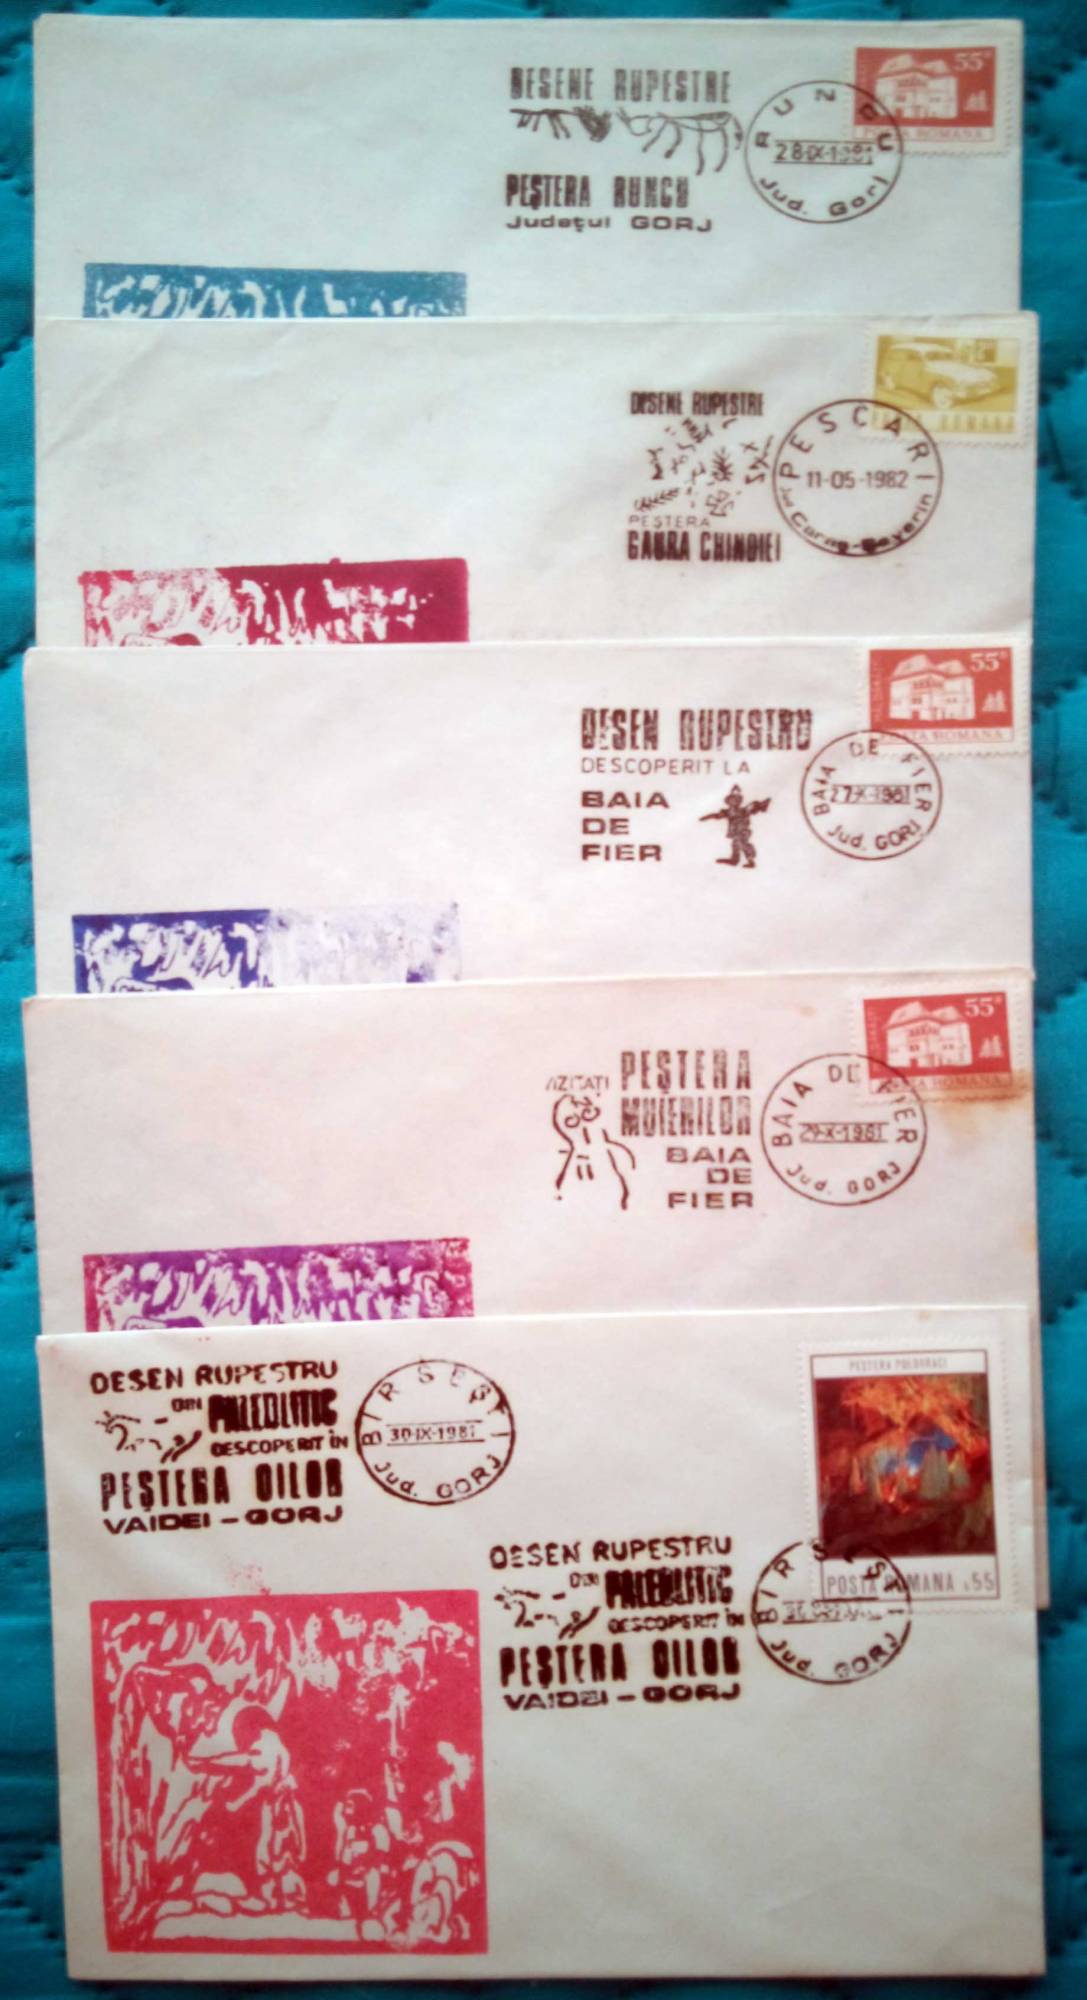 DESENE RUPESTRE
PEȘTERA RUNCU
Județul GORJ
RUNCU
28-IX-1981
Jud. Gorj
55
POSTA ROMANA
DESENE RUPESTRE
PEȘTERA
GAURA CHINDIEI
PESCARI
11-05-1982
Jud Caraș-Severin
ROMANA
DESEN RUPESTRU
DESCOPERIT LA
BAIA
DE
FIER
BAIA DE FIER
27-X-1981
Jud. GORJ
55
POSTA ROMANA
VIZITAȚI PEȘTERA
MUIERILOR
BAIA
DE
FIER
BAIA DE FIER
29-X-1981
Jud. GORJ
55
POSTA ROMANA
DESEN RUPESTRU
DIN PALEOLITIC
DESCOPERIT ÎN
PEȘTERA OILOR
VAIDEI - GORJ
BIRSEȘTI
30-IX-1981
Jud. GORJ
PESTERA POLOVRACI
POSTA ROMANA L 55
DESEN RUPESTRU
DIN PALEOLITIC
DESCOPERIT ÎN
PEȘTERA OILOR
VAIDEI - GORJ
BIRSEȘTI
Jud. GORJ